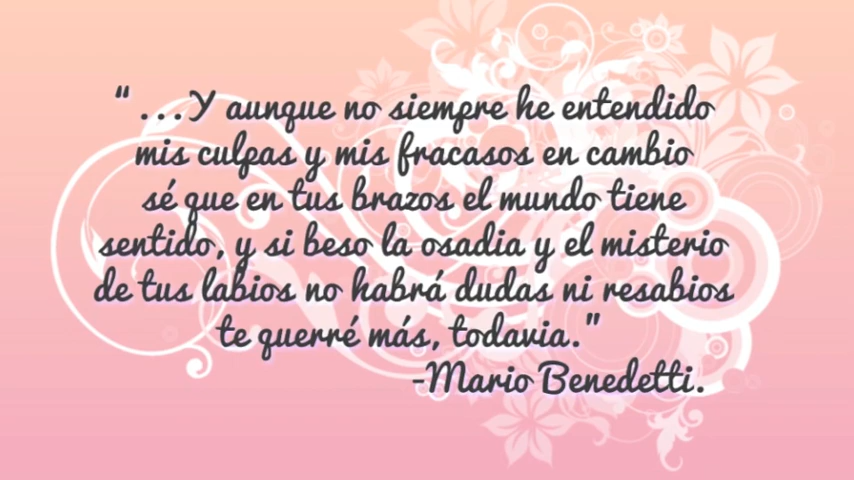 “ ...Y aunque no siempre he entendido
mis culpas y mis fracasos en cambio
sé que en tus brazos el mundo tiene
sentido, y si beso la osadia y el misterio
de tus labios no habrá dudas ni resabios
te querré más, todavia.”
-Mario Benedetti.